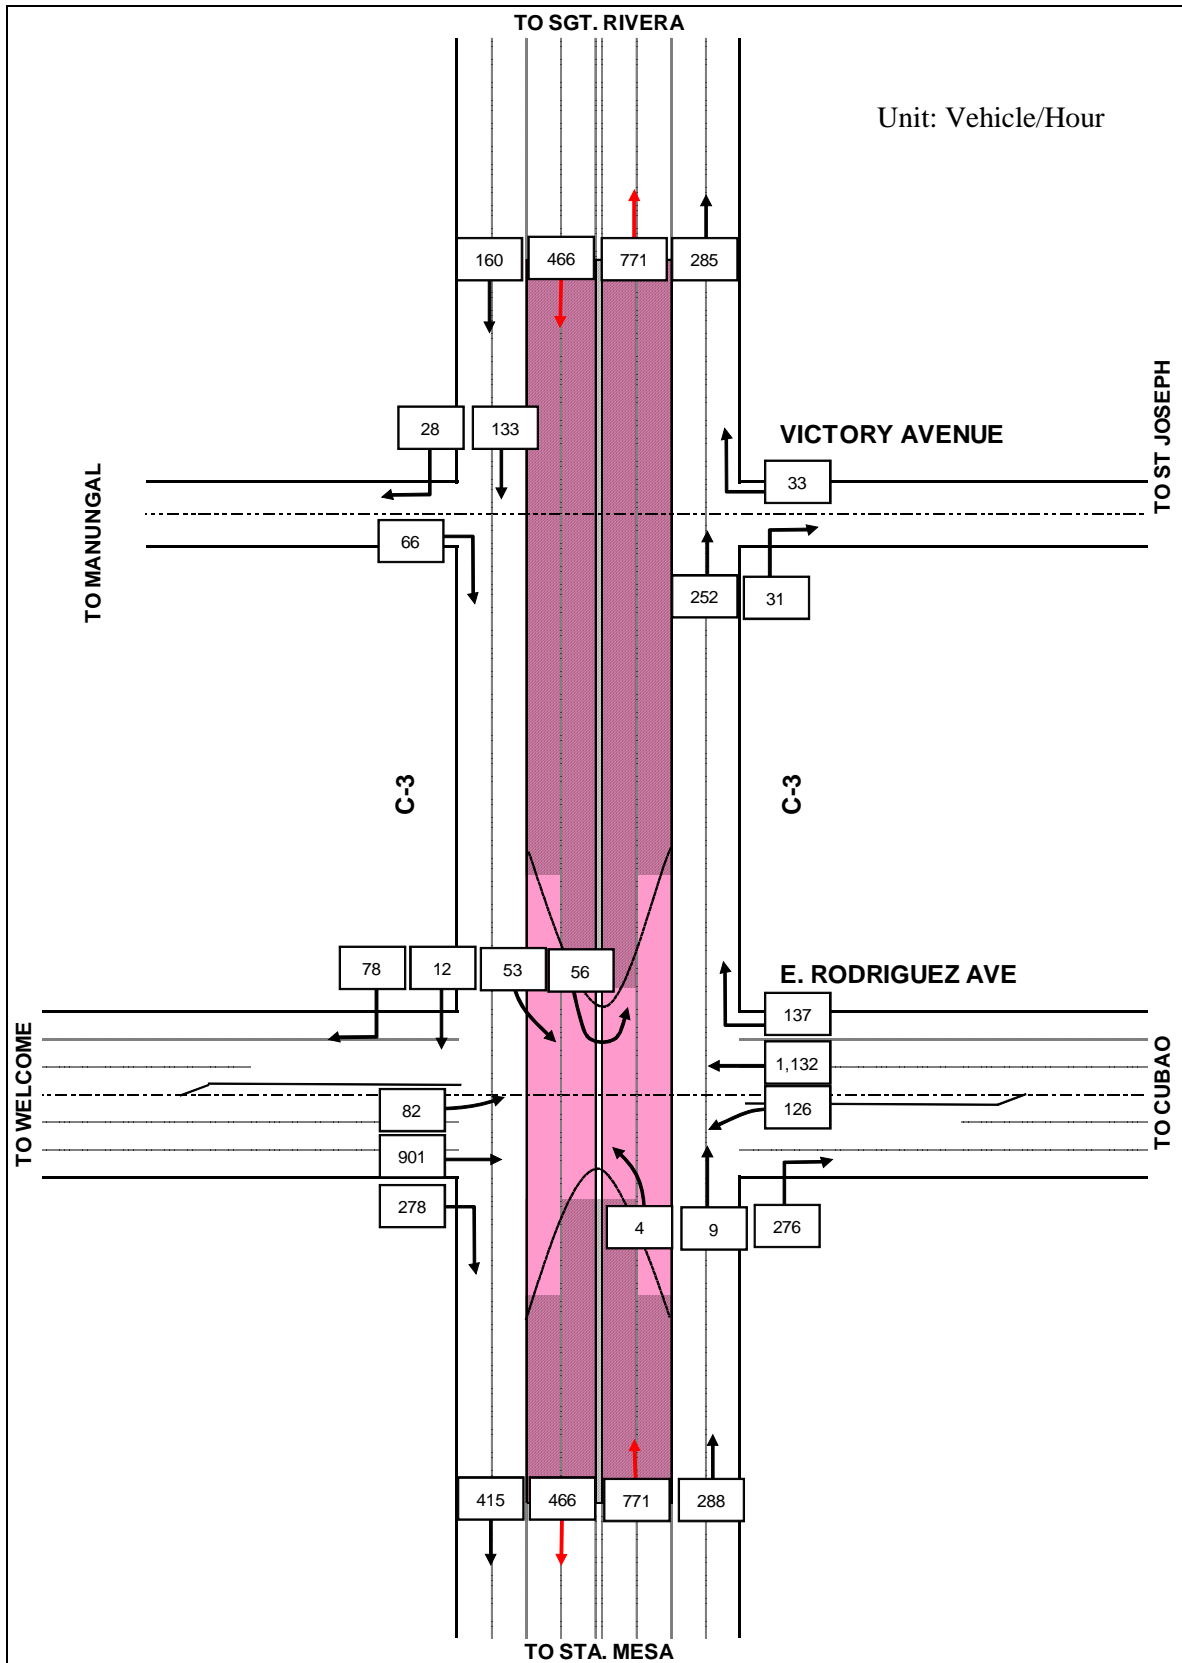 TO SGT. RIVERA
Unit: Vehicle/Hour
160
466
771
285
28
133
VICTORY AVENUE
33
TO ST JOSEPH
TO MANUNGAL
66
252
31
C-3
C-3
78
12
53
56
E. RODRIGUEZ AVE
137
1,132
126
TO WELCOME
TO CUBAO
82
901
278
4
9
276
415
466
771
288
TO STA. MESA